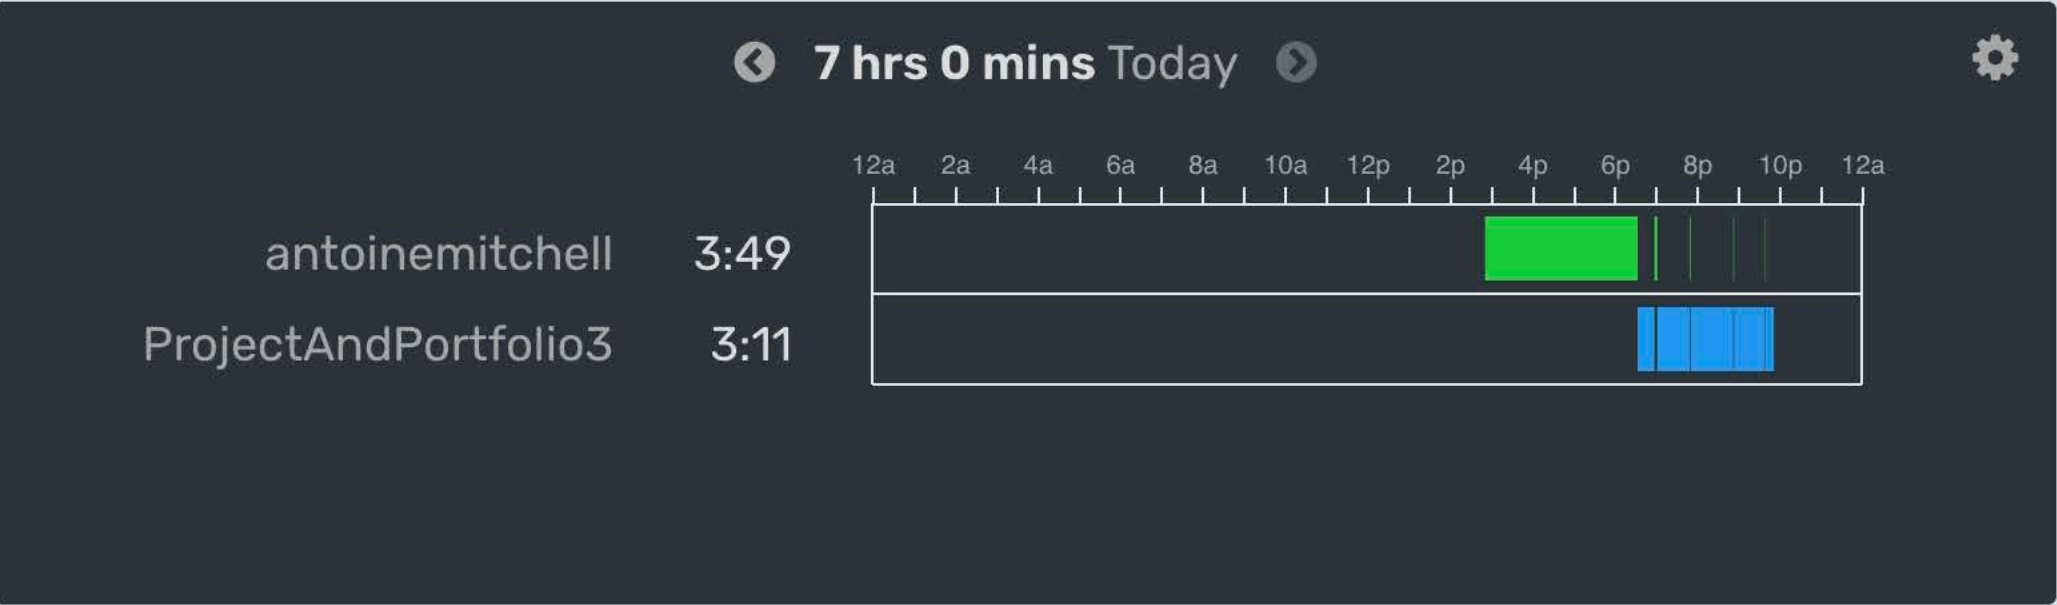 7 hrs 0 mins Today
12a 2a 4a 6a 8a 10a 12p 2p 4p 6p 8p 10p 12a
antoinemitchell 3:49
ProjectAndPortfolio3 3:11